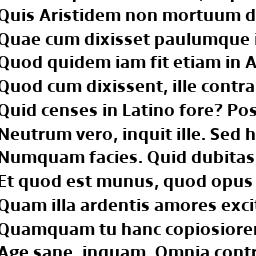 Quis Aristidem non mortuum d
Quae cum dixisset paulumque i
Quod quidem iam fit etiam in A
Quod cum dixissent, ille contra
Quid censes in Latino fore? Pos
Neutrum vero, inquit ille. Sed h
Numquam facies. Quid dubitas
Et quod est munus, quod opus
Quam illa ardentis amores excit
Quamquam tu hanc copiosiorem
Age sane, inquam. Omnia contr